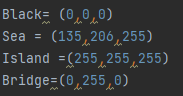 Black= (0,0,0)
Sea = (135,206,255)
Island =(255,255,255)
Bridge=(0,255,0)